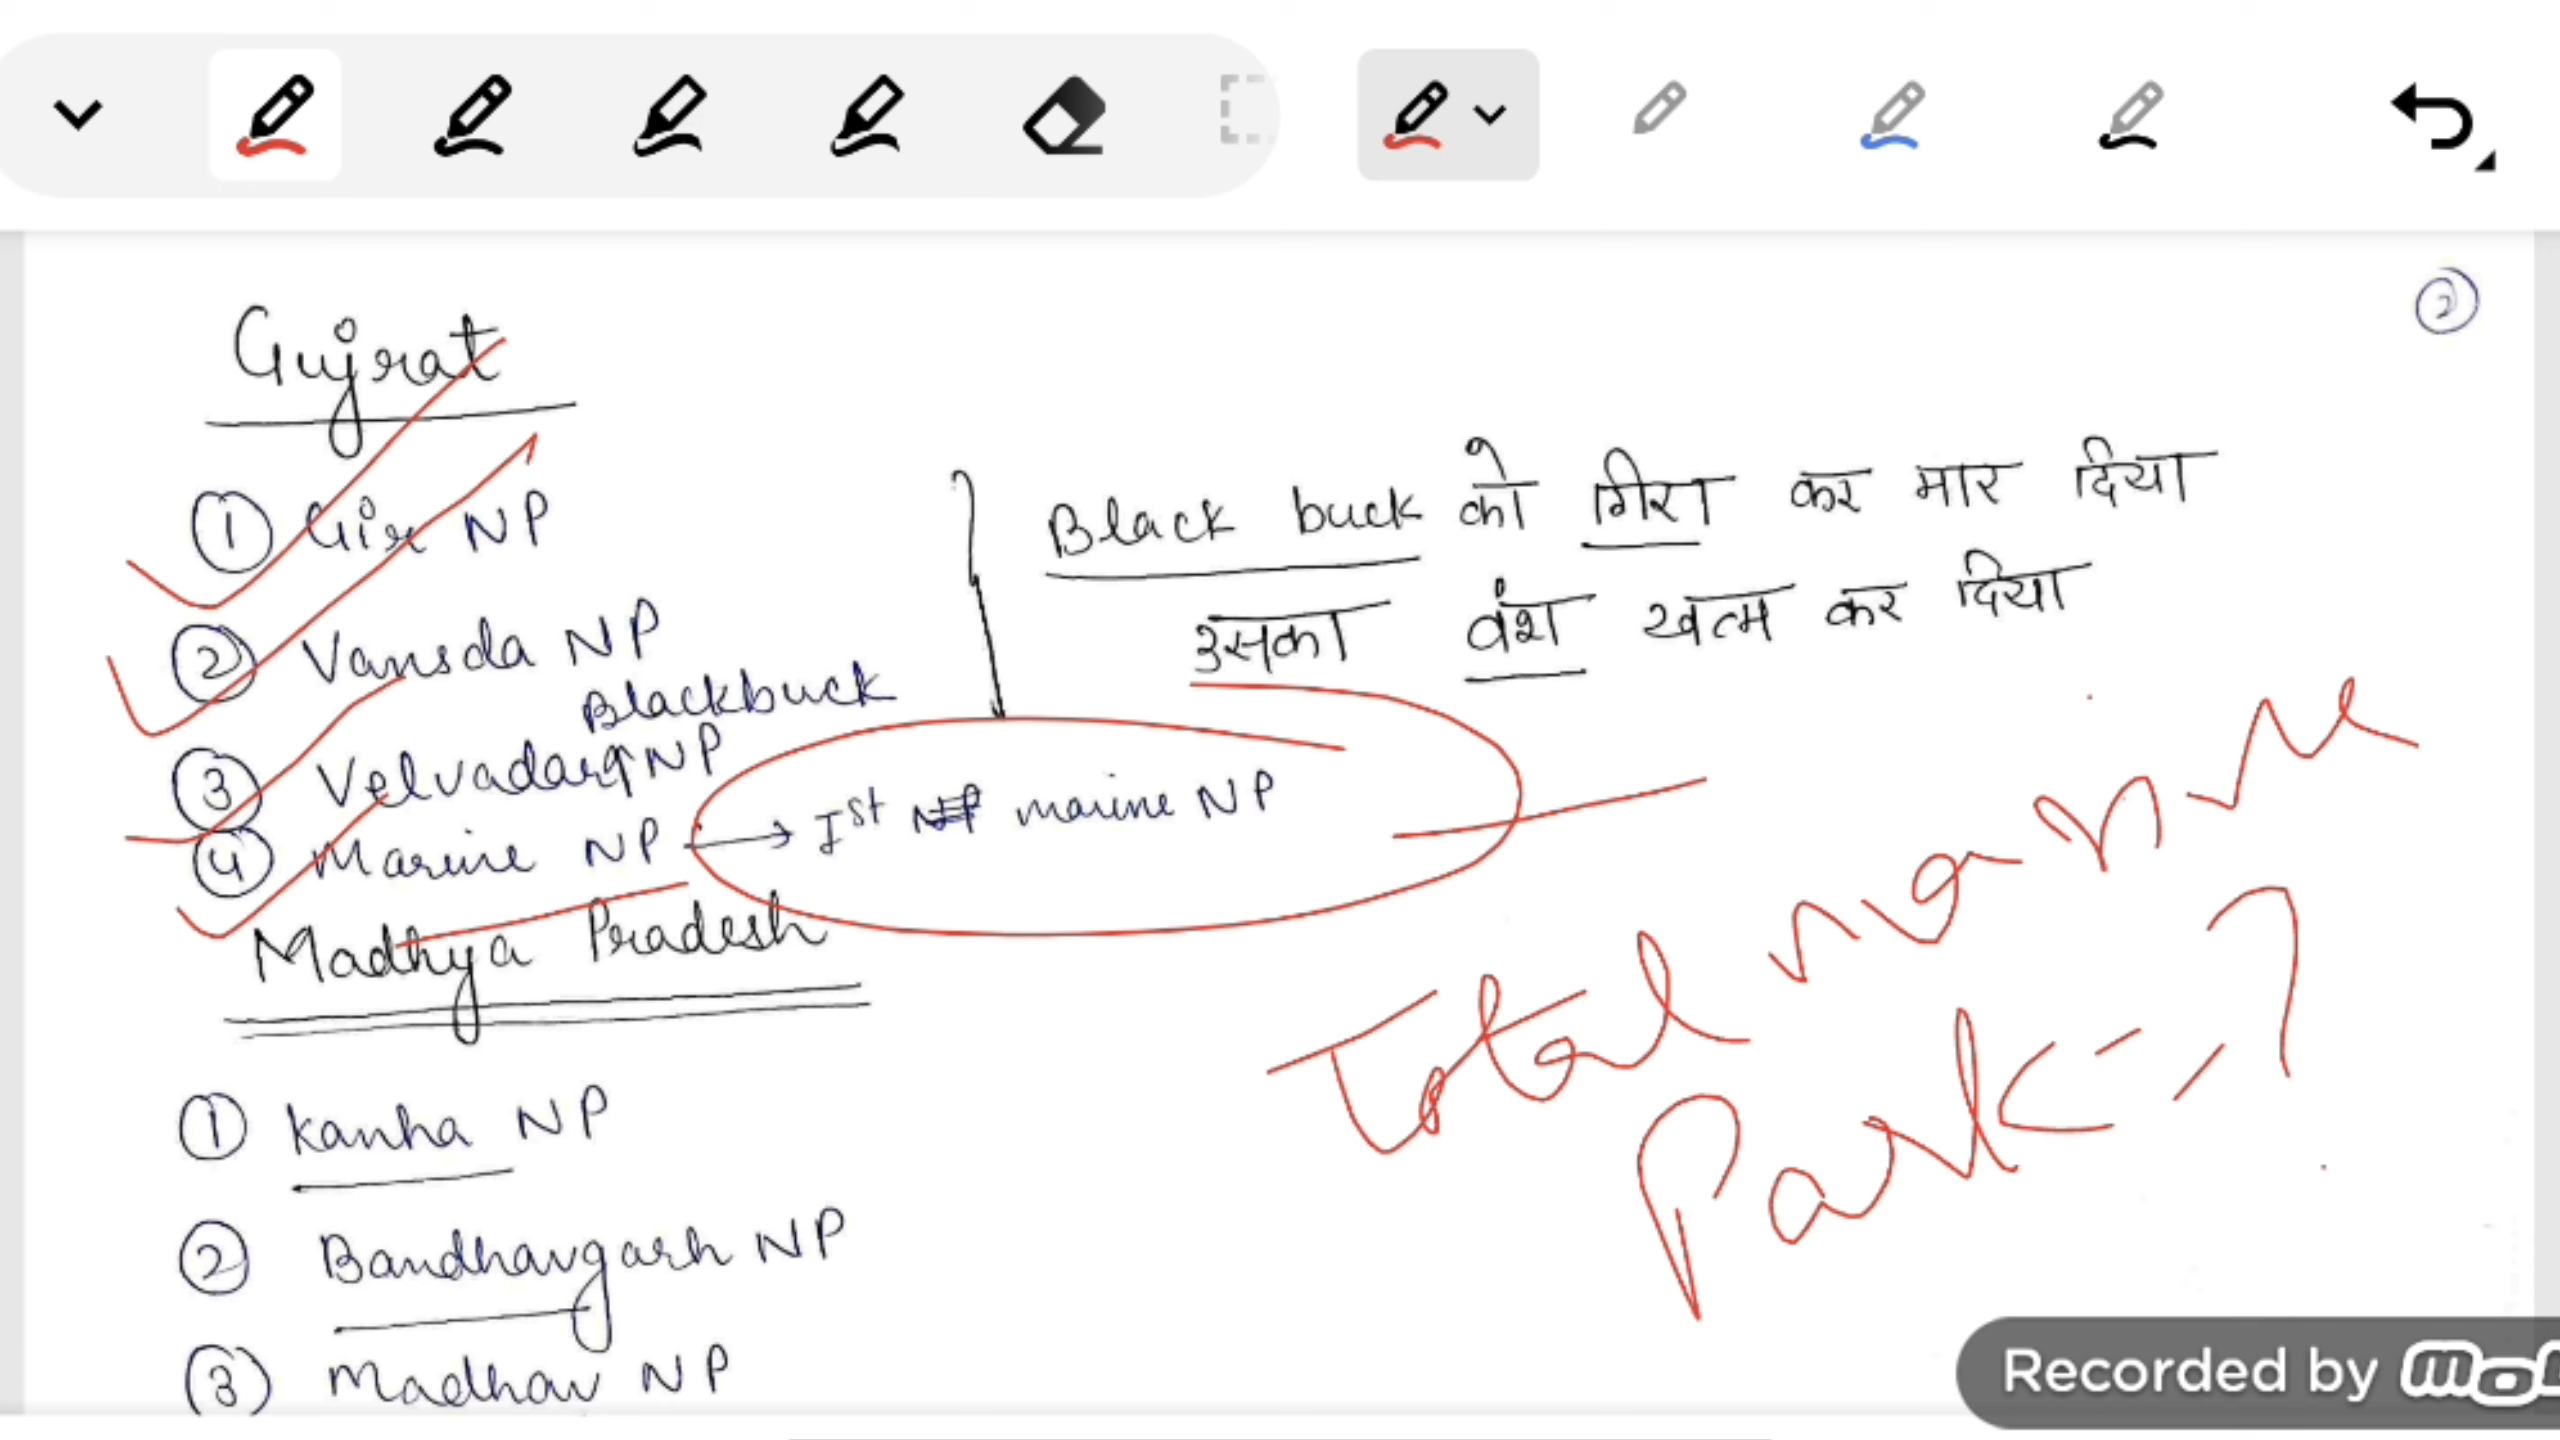 ②
Gujrat
① Gir NP
② Vansda NP
Blackbuck
③ Velvadarq NP
④ Marine NP → Ist marine NP
Black buck को गिरा कर मार दिया
उसका वंश खत्म कर दिया
Total marine
Park = ?
Madhya Pradesh
① Kanha NP
② Bandhavgarh NP
③ Madhav NP
Recorded by